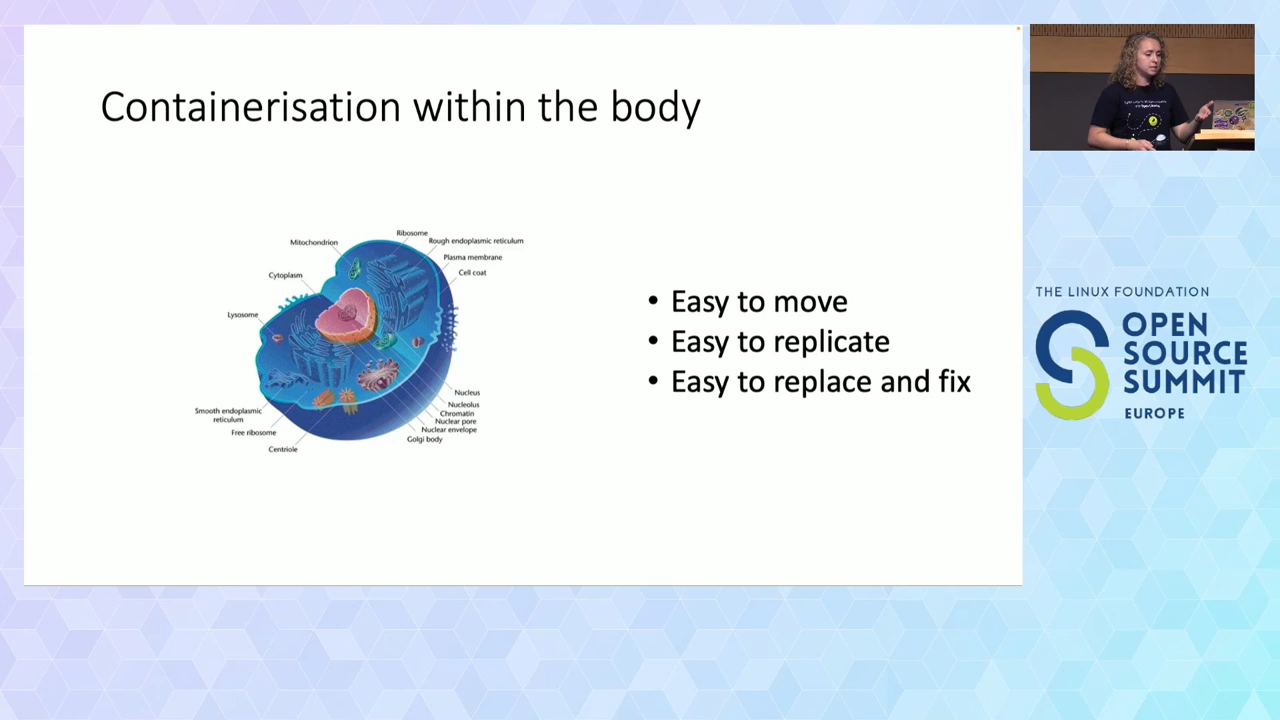 Containerisation within the body
Mitochondrion
Ribosome
Rough endoplasmic reticulum
Plasma membrane
Cell coat
Cytoplasm
Lysosome
Nucleus
Nucleolus
Chromatin
Nuclear pore
Nuclear envelope
Golgi body
Smooth endoplasmic
reticulum
Free ribosome
Centriole
• Easy to move
• Easy to replicate
• Easy to replace and fix
THE LINUX FOUNDATION
OPEN
SOURCE
SUMMIT
EUROPE